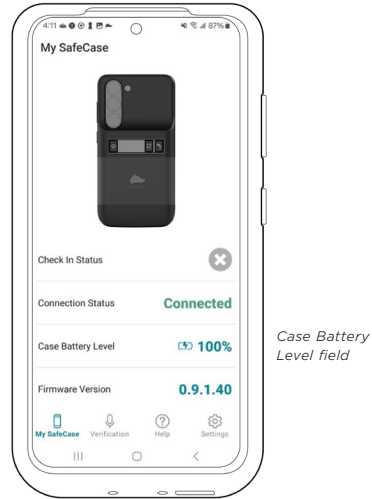 4:11
87%
My SafeCase
Check In Status
Connection Status Connected
Case Battery Level 100%
Case Battery
Level field
Firmware Version 0.9.1.40
My SafeCase Verification Help Settings